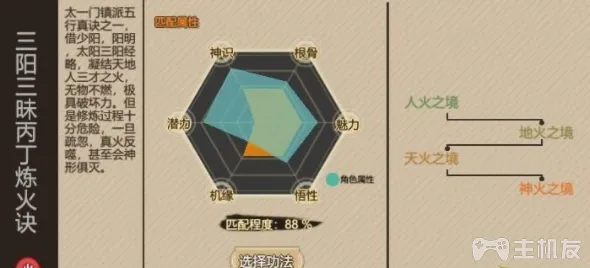 三阳三昧丙丁炼火诀
火
太一门镇派五
行真诀之一，
借少阳，阳明，
太阳三阳经
略，凝结天地
人三才之火，
无物不燃，极
具破坏力。但
是修炼过程十
分危险，一旦
疏忽，真火反
噬，甚至会神
形俱灭。
匹配属性
神识
根骨
潜力
魅力
机缘
悟性
角色属性
匹配程度：88 %
选择功法
人火之境
地火之境
天火之境
神火之境
主机友